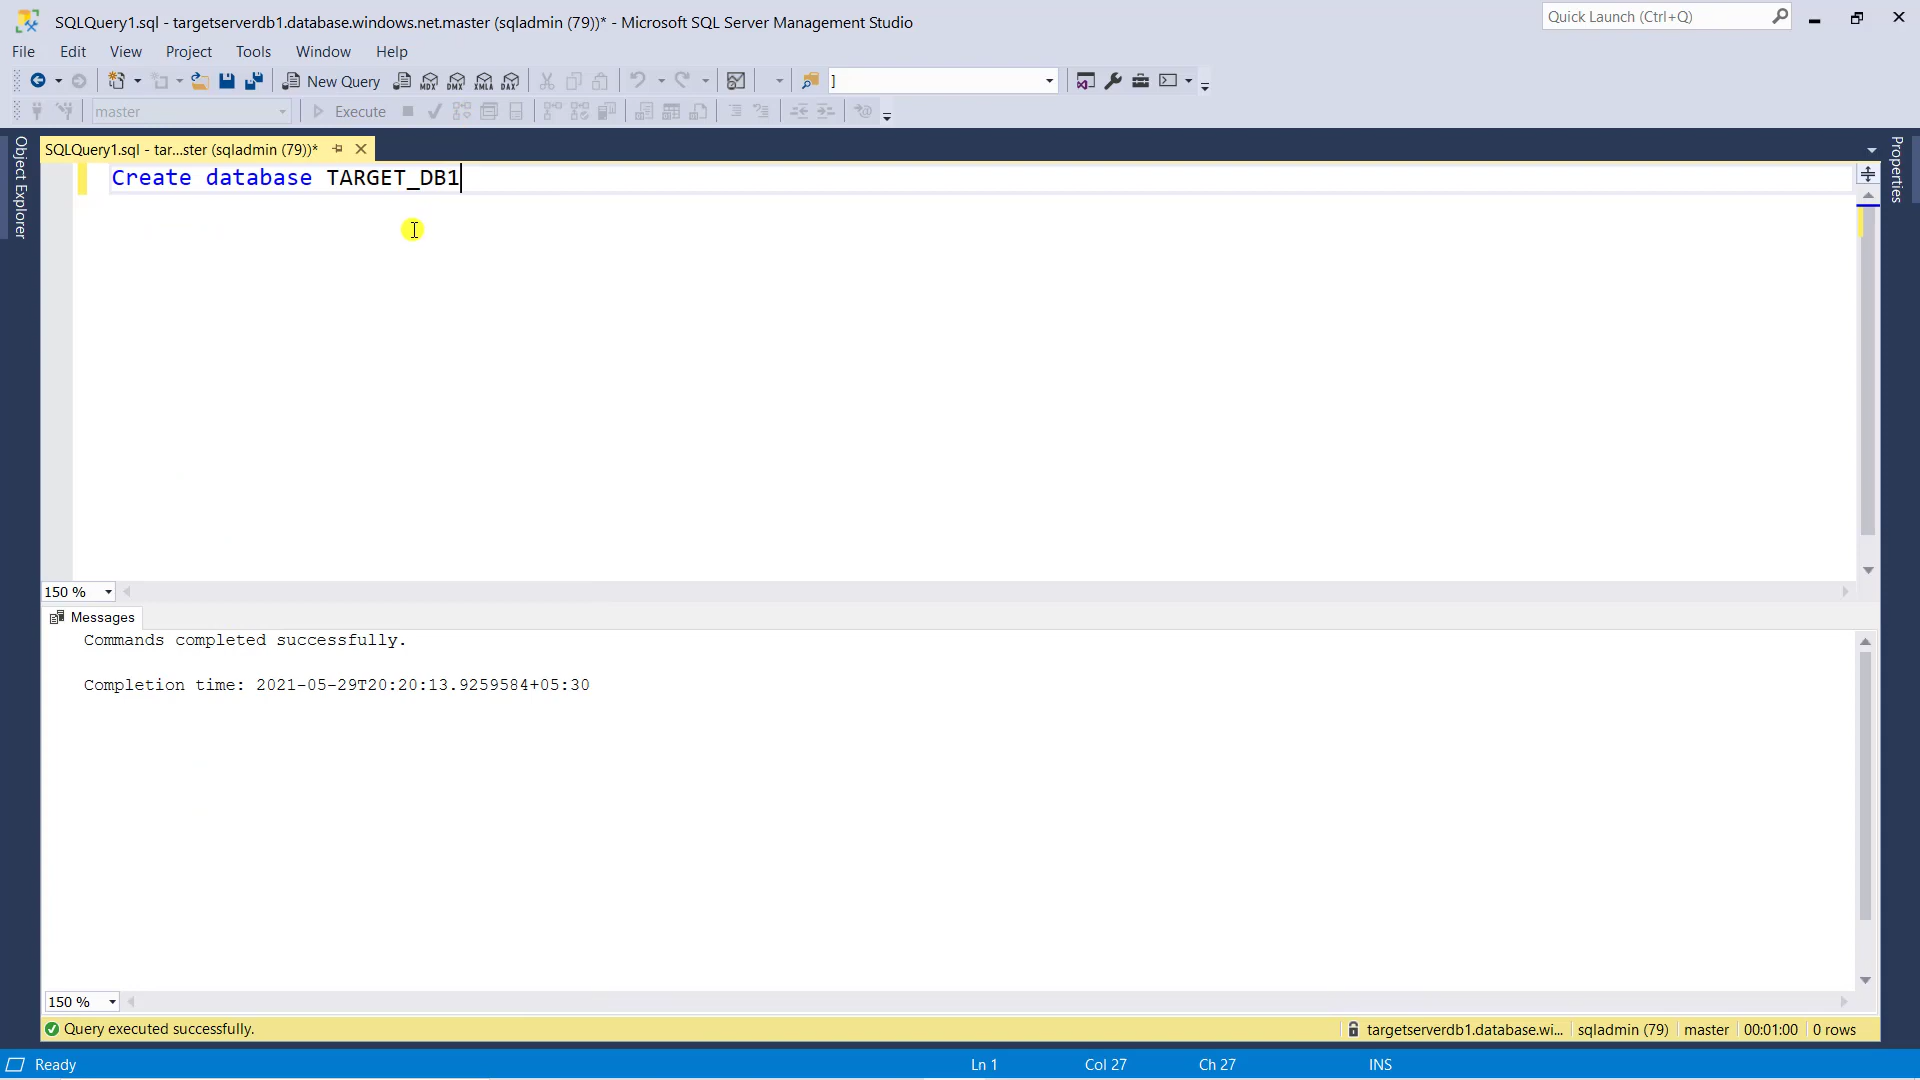 SQLQuery1.sql - targetserverdb1.database.windows.net.master (sqladmin (79))* - Microsoft SQL Server Management Studio
Quick Launch (Ctrl+Q)
File Edit View Project Tools Window Help
New Query
MDX DMX XMLA DAX
]
master
Execute
Object Explorer
SQLQuery1.sql - tar...ster (sqladmin (79))*
Properties
Create database TARGET_DB1
150 %
Messages
Commands completed successfully.
Completion time: 2021-05-29T20:20:13.9259584+05:30
150 %
Query executed successfully.
targetserverdb1.database.wi... sqladmin (79) master 00:01:00 0 rows
Ready
Ln 1 Col 27 Ch 27 INS